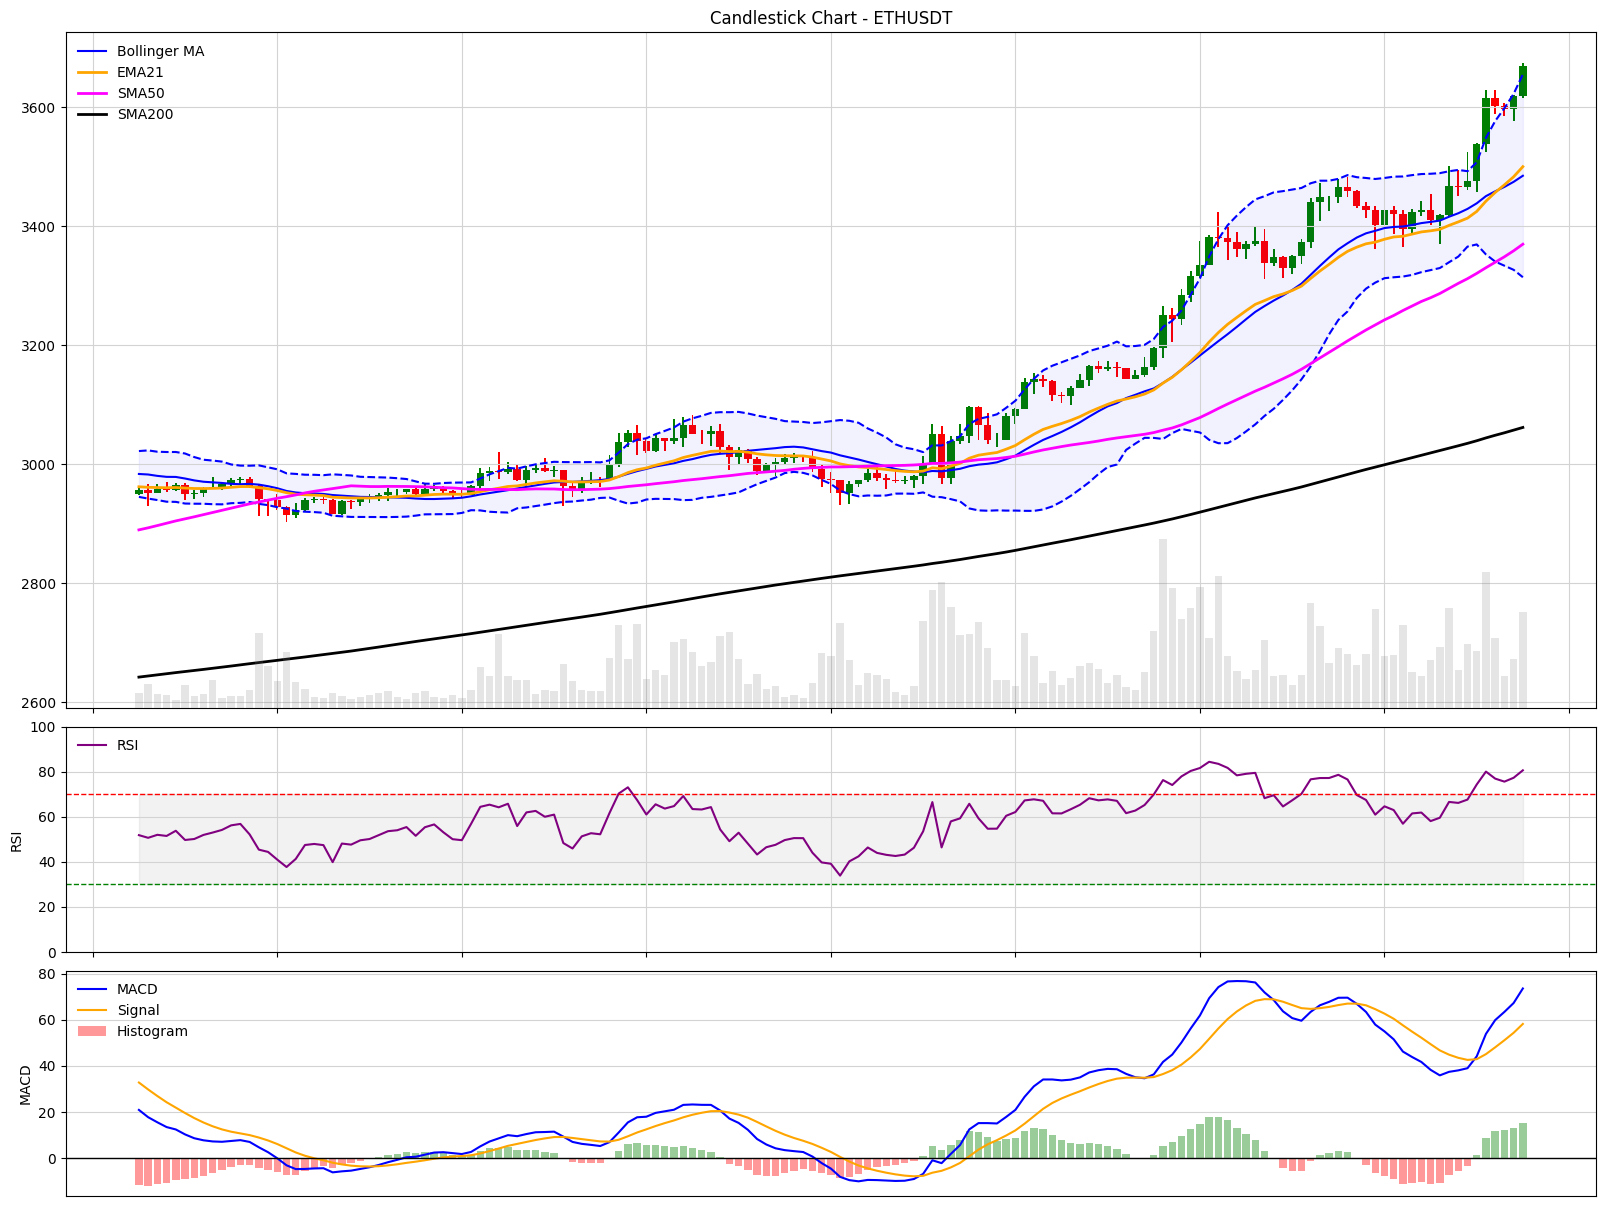 Candlestick Chart - ETHUSDT
Bollinger MA
EMA21
SMA50
SMA200
3600
3400
3200
3000
2800
2600
100
RSI
80
60
40
20
0
RSI
80
MACD
Signal
Histogram
60
40
20
0
MACD